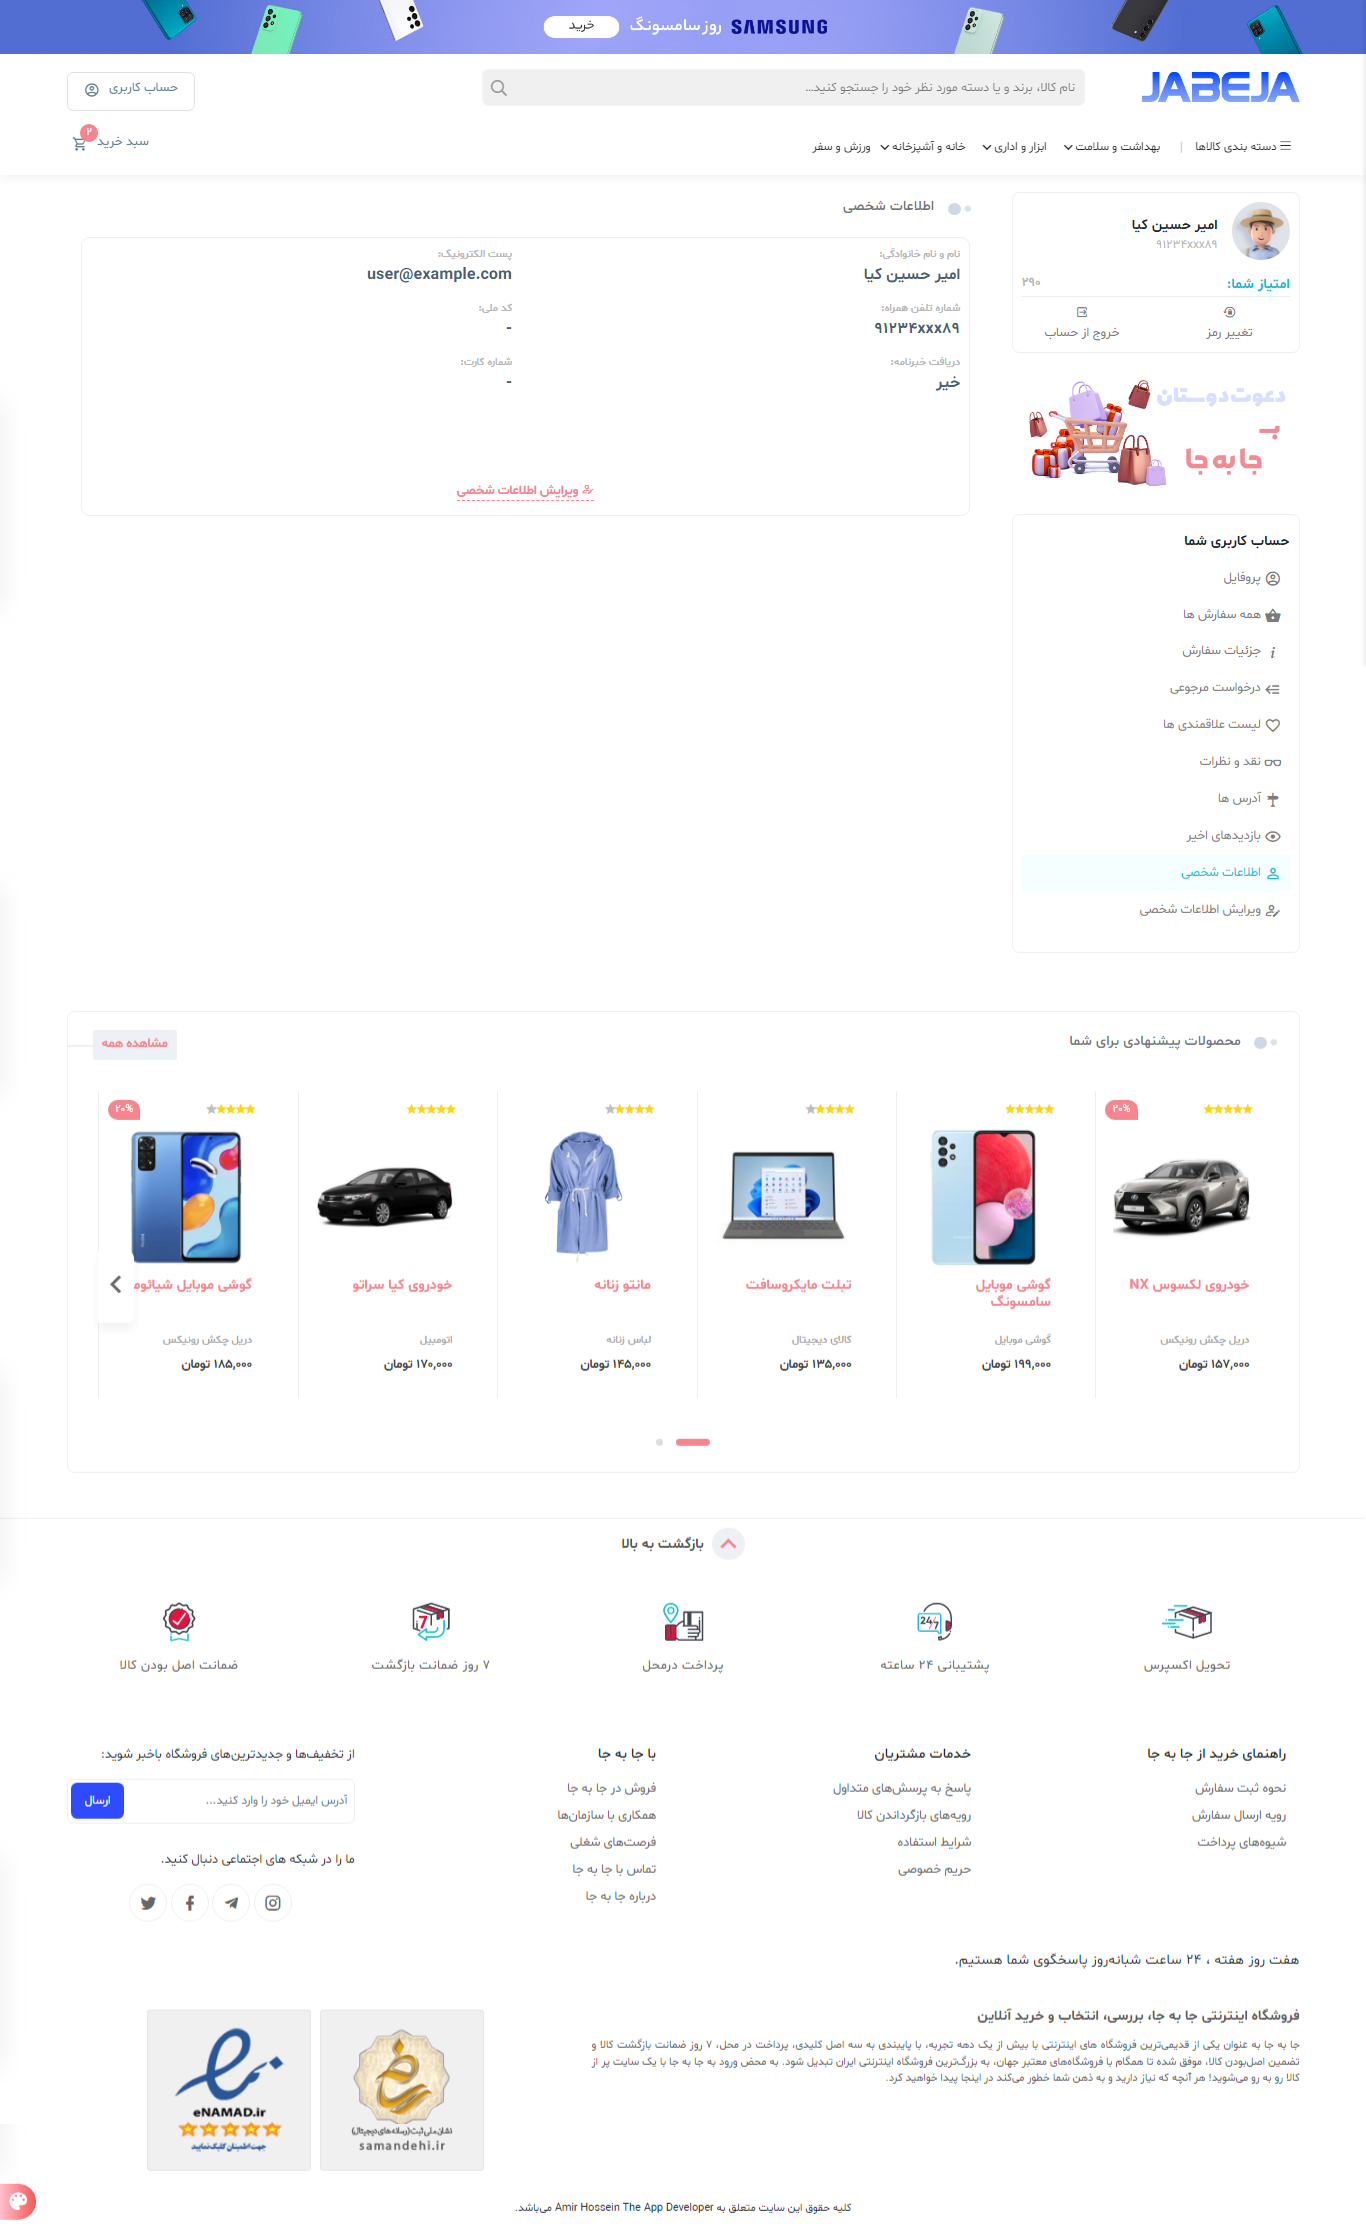 SAMSUNG
روز سامسونگ
خرید
JABEJA
نام کالا، برند و یا دسته مورد نظر خود را جستجو کنید...
حساب کاربری
دسته بندی کالاها
|
بهداشت و سلامت
ابزار و اداری
خانه و آشپزخانه
ورزش و سفر
سبد خرید
۲
امیر حسین کیا
۹۱۲۳۴xxx۸۹
امتیاز شما:
۲۹۰
تغییر رمز
خروج از حساب
دعوت دوستان
بـ
جا به جا
حساب کاربری شما
پروفایل
همه سفارش ها
جزئیات سفارش
درخواست مرجوعی
لیست علاقمندی ها
نقد و نظرات
آدرس ها
بازدیدهای اخیر
اطلاعات شخصی
ویرایش اطلاعات شخصی
اطلاعات شخصی
نام و نام خانوادگی:
امیر حسین کیا
پست الکترونیک:
user@example.com
شماره تلفن همراه:
۹۱۲۳۴xxx۸۹
کد ملی:
-
دریافت خبرنامه:
خیر
شماره کارت:
-
ویرایش اطلاعات شخصی
محصولات پیشنهادی برای شما
مشاهده همه
۲۰%
خودروی لکسوس NX
دریل چکش رونیکس
۱۵۷,۰۰۰ تومان
گوشی موبایل
سامسونگ
گوشی موبایل
۱۹۹,۰۰۰ تومان
تبلت مایکروسافت
کالای دیجیتال
۱۳۵,۰۰۰ تومان
مانتو زنانه
لباس زنانه
۱۴۵,۰۰۰ تومان
خودروی کیا سراتو
اتومبیل
۱۷۰,۰۰۰ تومان
۲۰%
گوشی موبایل شیائوم
دریل چکش رونیکس
۱۸۵,۰۰۰ تومان
بازگشت به بالا
تحویل اکسپرس
24/7
پشتیبانی ۲۴ ساعته
پرداخت درمحل
7
۷ روز ضمانت بازگشت
ضمانت اصل بودن کالا
راهنمای خرید از جا به جا
نحوه ثبت سفارش
رویه ارسال سفارش
شیوه‌های پرداخت
خدمات مشتریان
پاسخ به پرسش‌های متداول
رویه‌های بازگرداندن کالا
شرایط استفاده
حریم خصوصی
با جا به جا
فروش در جا به جا
همکاری با سازمان‌ها
فرصت‌های شغلی
تماس با جا به جا
درباره جا به جا
از تخفیف‌ها و جدیدترین‌های فروشگاه باخبر شوید:
آدرس ایمیل خود را وارد کنید...
ارسال
ما را در شبکه های اجتماعی دنبال کنید.
هفت روز هفته ، ۲۴ ساعت شبانه‌روز پاسخگوی شما هستیم.
فروشگاه اینترنتی جا به جا، بررسی، انتخاب و خرید آنلاین
جا به جا به عنوان یکی از قدیمی‌ترین فروشگاه های اینترنتی با بیش از یک دهه تجربه، با پایبندی به سه اصل کلیدی، پرداخت در محل، ۷ روز ضمانت بازگشت کالا و
تضمین اصل‌بودن کالا، موفق شده تا همگام با فروشگاه‌های معتبر جهان، به بزرگ‌ترین فروشگاه اینترنتی ایران تبدیل شود. به محض ورود به جا به جا با یک سایت پر از
کالا رو به رو می‌شوید! هر آنچه که نیاز دارید و به ذهن شما خطور می‌کند در اینجا پیدا خواهید کرد.
نشان ملی ثبت (رسانه‌های دیجیتال)
samandehi.ir
eNAMAD.ir
جهت اطمینان کلیک نمایید
کلیه حقوق این سایت متعلق به Amir Hossein The App Developer می‌باشد.